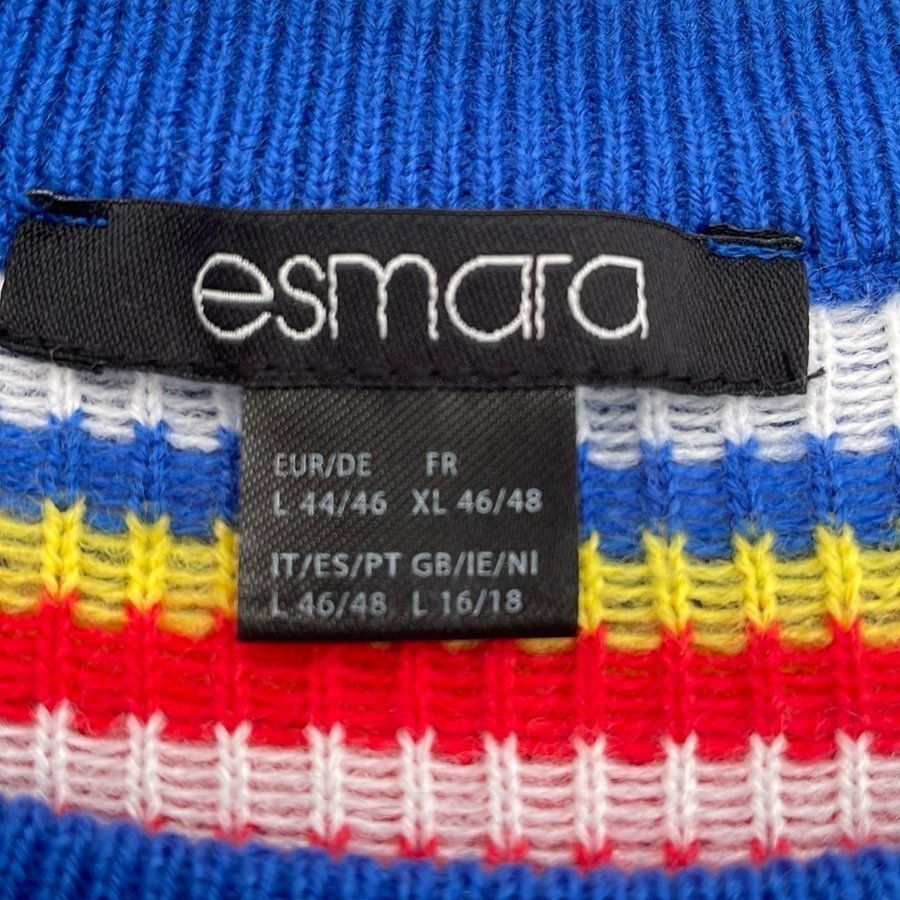 esmara
EUR/DE FR
L 44/46 XL 46/48
IT/ES/PT GB/IE/NI
L 46/48 L 16/18